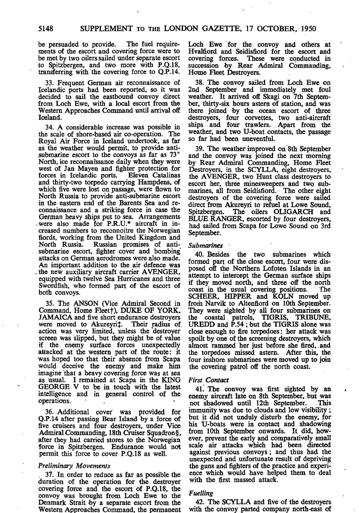 5148 SUPPLEMENT TO THE LONDON GAZETTE, 17 OCTOBER, 1950
be persuaded to provide. The fuel require-
ments of the escort and covering force were to
be met by two oilers sailed under separate escort
to Spitzbergen, and two more with P.Q.18,
transferring with the covering force to Q.P.14.
33. Frequent German air reconnaissance of
Icelandic ports had been reported, so it was
decided to sail the eastbound convoy direct
from Loch Ewe, with a local escort from the
Western Approaches Command until arrival off
Iceland.
34. A considerable increase was possible in
the scale of shore-based air co-operation. The
Royal Air Force in Iceland undertook, as far
as the weather would permit, to provide anti-
submarine escort to the convoys as far as 73°
North, ice reconnaissance daily when they were
west of Jan Mayen and fighter protection for
forces in Icelandic ports. Eleven Catalinas
and thirty-two torpedo carrying Hampdens, of
which five were lost on passage, were flown to
North Russia to provide anti-submarine escort
in the eastern end of the Barents Sea and re-
connaissance and a striking force in case the
German heavy ships put to sea. Arrangements
were also made for P.R.U.* aircraft in in-
creased numbers to reconnoitre the Norwegian
fiords, working from the United Kingdom and
North Russia. Russian promises of anti-
submarine escort, fighter cover and bombing
attacks on German aerodromes were also made.
An important addition to the air defence was
the new auxiliary aircraft carrier AVENGER,
equipped with twelve Sea Hurricanes and three
Swordfish, who formed part of the escort of
both convoys.
35. The ANSON (Vice Admiral Second in
Command, Home Fleet†), DUKE OF YORK,
JAMAICA and five short endurance destroyers
were moved to Akureyri‡. Their radius of
action was very limited, unless the destroyer
screen was slipped, but they might be of value
if the enemy surface forces unexpectedly
attacked at the western part of the route: it
was hoped too that their absence from Scapa
would deceive the enemy and make him
imagine that a heavy covering force was at sea
as usual. I remained at Scapa in the KING
GEORGE V to be in touch with the latest
intelligence and in general control of the
operations.
36. Additional cover was provided for
Q.P.14 after passing Bear Island by a force of
five cruisers and four destroyers, under Vice
Admiral Commanding, 18th Cruiser Squadron§,
after they had carried stores to the Norwegian
force in Spitzbergen. Endurance would not
permit this force to cover P.Q.18 as well.
Preliminary Movements
37. In order to reduce as far as possible the
duration of the operation for the destroyer
covering force and the escort of P.Q.18, the
convoy was brought from Loch Ewe to the
Denmark Strait by a separate escort from the
Western Approaches Command, the permanent
Loch Ewe for the convoy and others at
Hvalfiord and Seidisfiord for the escort and
covering forces. These were conducted in
succession by Rear Admiral Commanding,
Home Fleet Destroyers.
38. The convoy sailed from Loch Ewe on
2nd September and immediately met foul
weather. It arrived off Skagi on 7th Septem-
ber, thirty-six hours astern of station, and was
there joined by the ocean escort of three
destroyers, four corvettes, two anti-aircraft
ships and four trawlers. Apart from the
weather, and two U-boat contacts, the passage
so far had been uneventful.
39. The weather improved on 8th September
and the convoy was joined the next morning
by Rear Admiral Commanding, Home Fleet
Destroyers, in the SCYLLA, eight destroyers,
the AVENGER, two Hunt class destroyers to
escort her, three minesweepers and two sub-
marines, all from Seidisfiord. The other eight
destroyers of the covering force were sailed
direct from Akureyri to refuel at Lowe Sound,
Spitzbergen. The oilers OLIGARCH and
BLUE RANGER, escorted by four destroyers,
had sailed from Scapa for Lowe Sound on 3rd
September.
Submarines
40. Besides the two submarines which
formed part of the close escort, four were dis-
posed off the Northern Lofoten Islands in an
attempt to intercept the German surface ships
if they moved north, and three off the north
coast in the usual covering positions. The
SCHEER, HIPPER and KOLN moved up
from Narvik to Altenfiord on 10th September.
They were sighted by all four submarines on
the coastal patrol, TIGRIS, TRIBUNE,
UREDD and P.54; but the TIGRIS alone was
close enough to fire torpedoes: her attack was
spoilt by one of the screening destroyers, which
almost rammed her just before she fired, and
the torpedoes missed astern. After this, the
four inshore submarines were moved up to join
the covering patrol off the north coast.
First Contact
41. The convoy was first sighted by an
enemy aircraft late on 8th September, but was
not shadowed until 12th September. This
immunity was due to clouds and low visibility;
but it did not unduly disturb the enemy, for
his U-boats were in contact and shadowing
from 10th September onwards. It did, how-
ever, prevent the early and comparatively small
scale air attacks which had been directed
against previous convoys; and thus had the
unexpected and unfortunate result of depriving
the guns and fighters of the practice and experi-
ence which would have helped them to deal
with the first massed attack.
Fuelling
42. The SCYLLA and five of the destroyers
with the convoy parted company north-east of